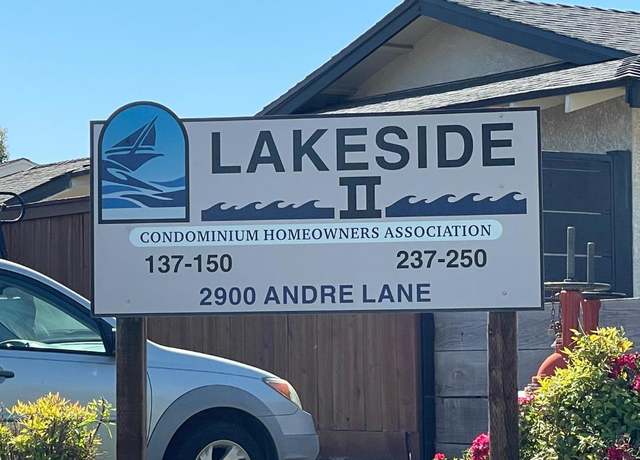 LAKESIDE
II
CONDOMINIUM HOMEOWNERS ASSOCIATION
137-150 237-250
2900 ANDRE LANE